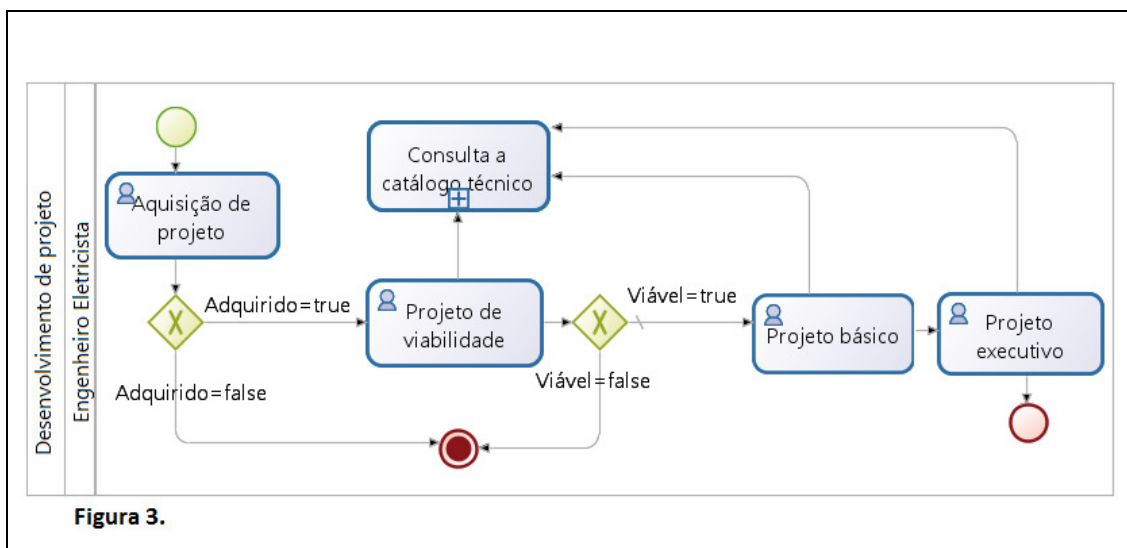 Desenvolvimento de projeto
Engenheiro Eletricista
Aquisição de
projeto
Consulta a
catálogo técnico
Adquirido=true
Projeto de
viabilidade
Viável=true
Projeto básico
Projeto
executivo
Adquirido=false
Viável=false
Figura 3.